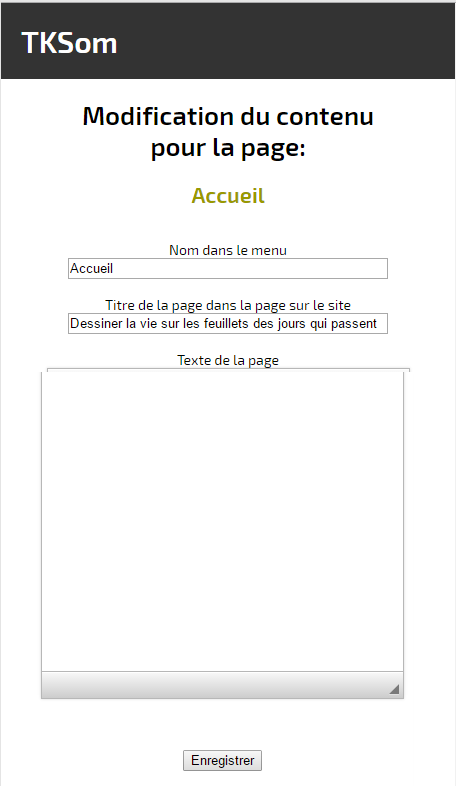 TKSom
Modification du contenu
pour la page:
Accueil
Nom dans le menu
Accueil
Titre de la page dans la page sur le site
Dessiner la vie sur les feuillets des jours qui passent
Texte de la page
Enregistrer